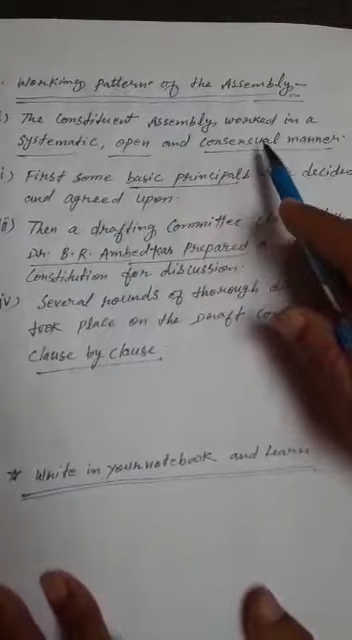 Working Patterne of the Assembly,-
i) The Constituent Assembly worked in a
systematic, open and consensual manner.
i) First some basic principals decided
and agreed upon.
ii) Then a drafting Committee
Dr. B. R. Ambedkar Prepared a
Constitution for discussion.
iv) Several rounds of thorough
took place on the Draft
Clause by Clause.
* Write in your notebook and Learn